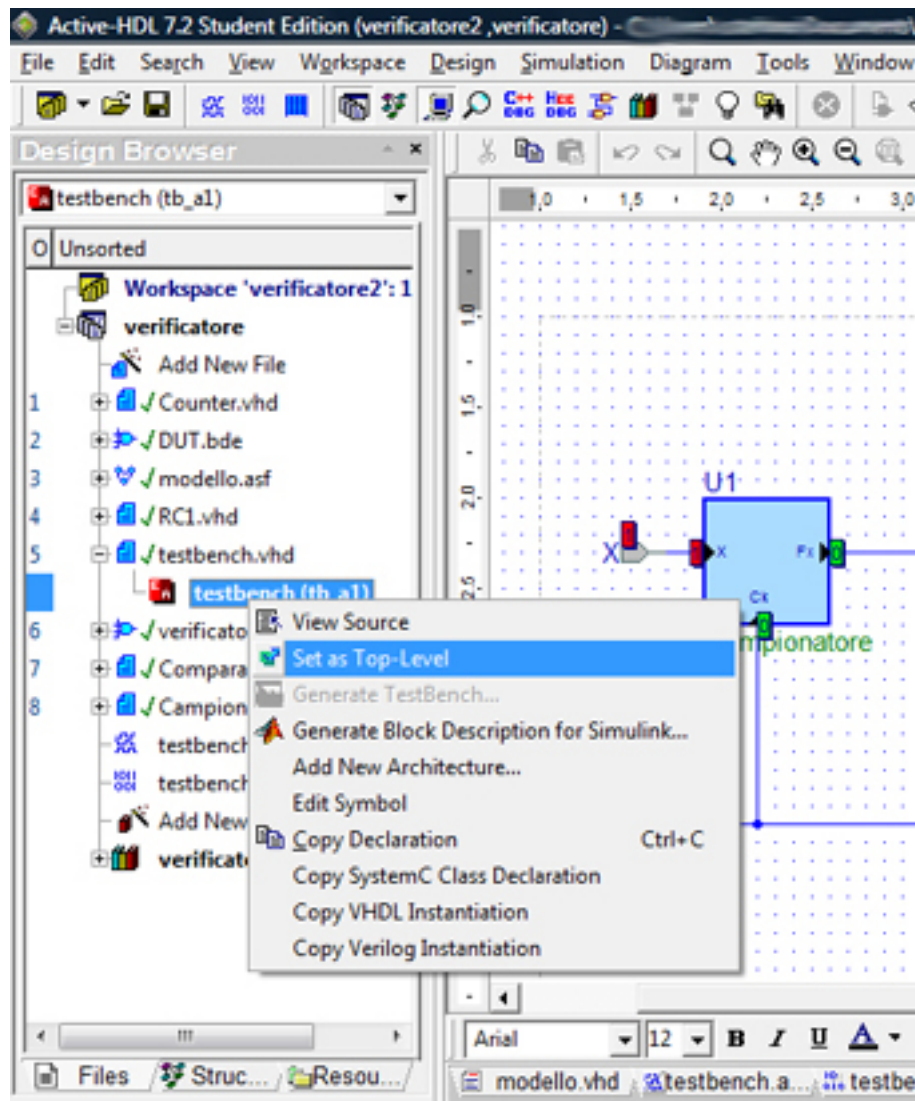 Active-HDL 7.2 Student Edition (verificatore2 ,verificatore) -
File Edit Search View Workspace Design Simulation Diagram Tools Window
C++ DBG HCC DBG
Design Browser
testbench (tb_a1)
1,0 1,5 2,0 2,5 3,0
O Unsorted
Workspace 'verificatore2': 1
verificatore
Add New File
1 Counter.vhd
2 DUT.bde
3 modello.asf
4 RC1.vhd
5 testbench.vhd
testbench (tb_a1)
6 verificato
7 Compara
8 Campion
testbench
testbench
Add New
verificat
View Source
Set as Top-Level
Generate TestBench...
Generate Block Description for Simulink...
Add New Architecture...
Edit Symbol
Copy Declaration Ctrl+C
Copy SystemC Class Declaration
Copy VHDL Instantiation
Copy Verilog Instantiation
1,0
1,5
2,0
2,5
U1
X X Fx
Ck
mpionatore
Arial 12 B I U A
Files Struc... Resou...
modello.vhd testbench.a... testbe